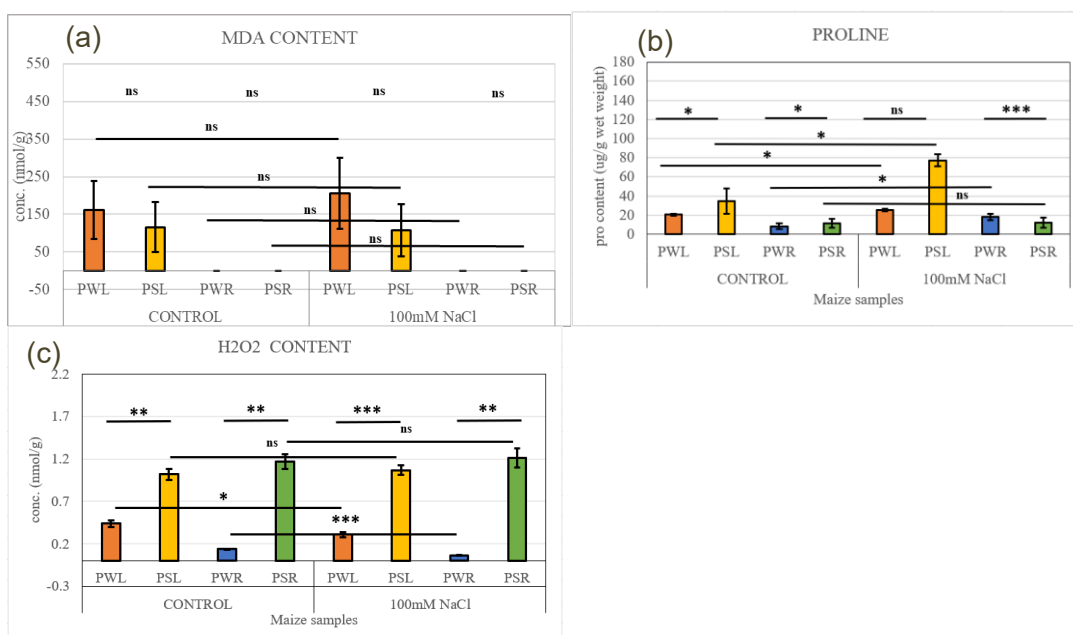 (a)
MDA CONTENT
conc. (nmol/g)
550
450
350
250
150
50
-50
ns ns ns ns
ns
ns
ns
ns
PWL PSL PWR PSR PWL PSL PWR PSR
CONTROL 100mM NaCl
(b)
PROLINE
pro content (ug/g wet weight)
180
160
140
120
100
80
60
40
20
0
* * ns ***
*
*
*
ns
PWL PSL PWR PSR PWL PSL PWR PSR
CONTROL 100mM NaCl
Maize samples
(c)
H2O2 CONTENT
conc. (nmol/g)
2.2
1.7
1.2
0.7
0.2
-0.3
** ** *** **
ns
ns
*
***
PWL PSL PWR PSR PWL PSL PWR PSR
CONTROL 100mM NaCl
Maize samples